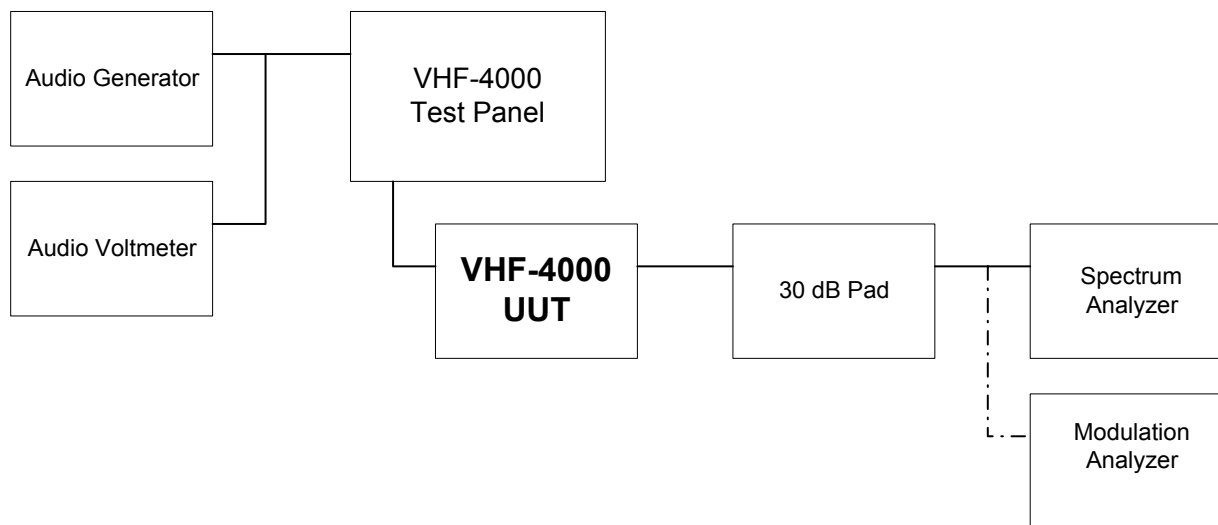 Audio Generator
VHF-4000
Test Panel
Audio Voltmeter
VHF-4000
UUT
30 dB Pad
Spectrum
Analyzer
Modulation
Analyzer